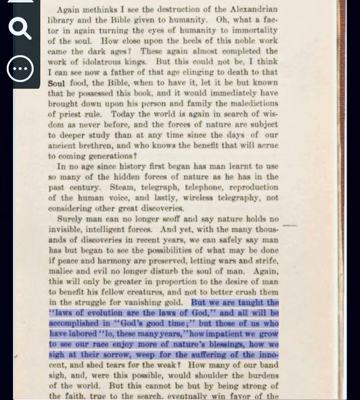 Again methinks I see the destruction of the Alexandrian
library and the Bible given to humanity. Oh, what a fac-
tor in again turning the eyes of humanity to immortality
of the soul. How close upon the heels of this noble work
came the dark ages? These again almost completed the
work of idolatrous kings. But this could not be, I think
I can see now a father of that age clinging to death to that
Soul food, the Bible, when to have it, let it be but known
that he possessed this book, and it would immediately have
brought down upon his person and family the maledictions
of priest rule. Today the world is again in search of wis-
dom as never before, and the forces of nature are subject
to deeper study than at any time since the days of our
ancient brethren, and who knows the benefit that will accrue
to coming generations?
In no age since history first began has man learnt to use
so many of the hidden forces of nature as he has in the
past century. Steam, telegraph, telephone, reproduction
of the human voice, and lastly, wireless telegraphy, not
considering other great discoveries.
Surely man can no longer scoff and say nature holds no
invisible, intelligent forces. And yet, with the many thous-
ands of discoveries in recent years, we can safely say man
has but began to see the possibilities of what may be done
if peace and harmony are preserved, letting wars and strife,
malice and evil no longer disturb the soul of man. Again,
this will only be greater in proportion to the desire of man
to benefit his fellow creatures, and not to better crush them
in the struggle for vanishing gold. But we are taught the
"laws of evolution are the laws of God," and all will be
accomplished in "God's good time;" but those of us who
have labored "lo, these many years," how impatient we grow
to see our race enjoy more of nature's blessings, how we
sigh at their sorrow, weep for the suffering of the inno-
cent, and shed tears for the weak? How many of our band
sigh, and, were this possible, would shoulder the burdens
of the world. But this cannot be but by being strong of
the faith, true to the search, eventually win favor of the